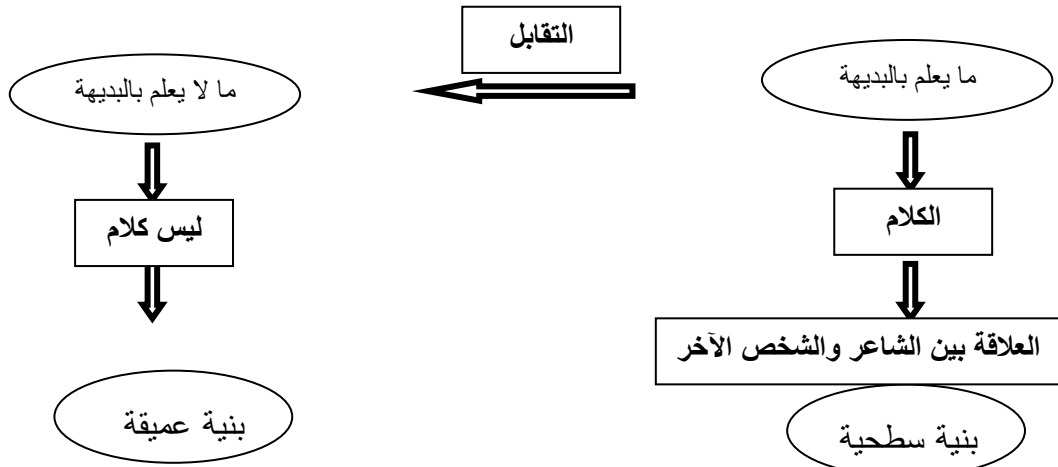 التقابل
ما يعلم بالبديهة
ما لا يعلم بالبديهة
الكلام
ليس كلام
العلاقة بين الشاعر والشخص الآخر
بنية سطحية
بنية عميقة